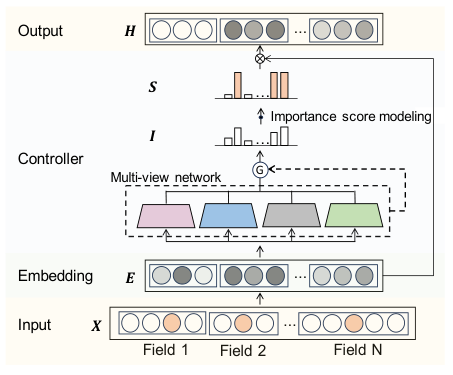 Output H ...
S ...
Importance score modeling
I ...
Controller
G
Multi-view network
Embedding E ...
Input X ...
Field 1 Field 2 Field N